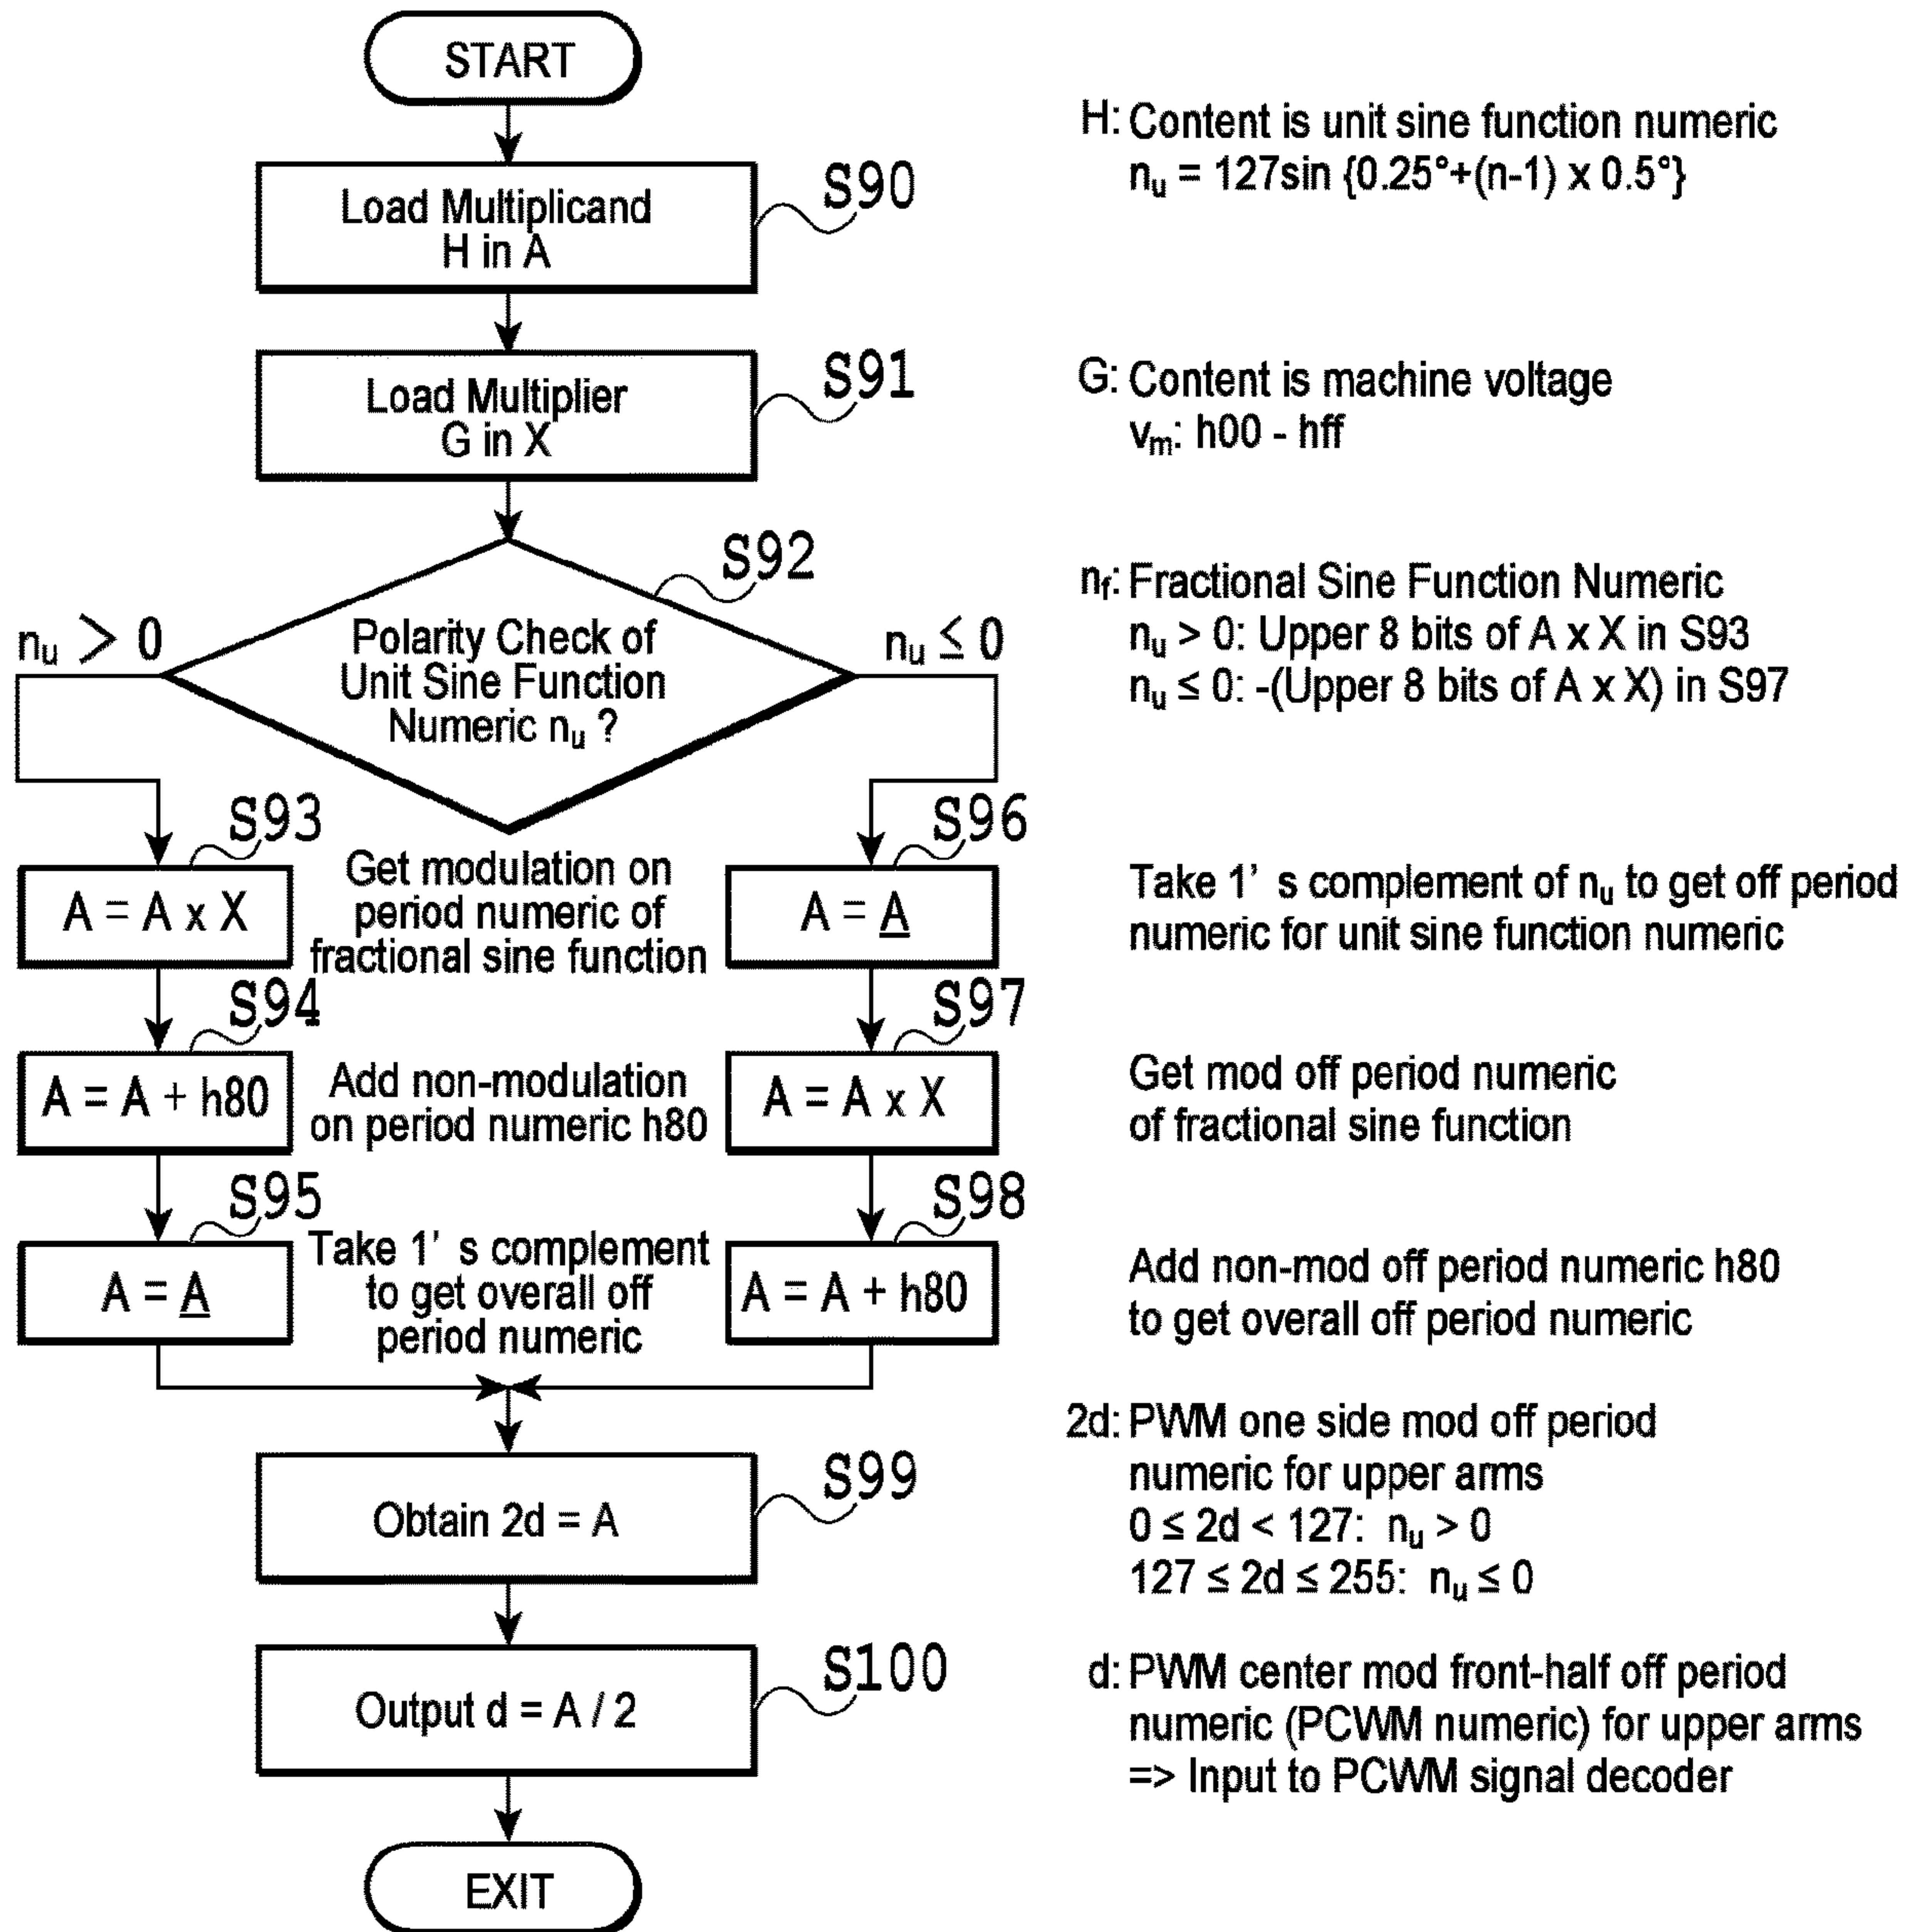 START
H: Content is unit sine function numeric
nᵤ = 127sin {0.25°+(n-1) x 0.5°}
S90
Load Multiplicand
H in A
S91
Load Multiplier
G in X
G: Content is machine voltage
vₘ: h00 - hff
S92
nᵤ > 0
Polarity Check of
Unit Sine Function
Numeric nᵤ ?
nᵤ ≤ 0
n_f: Fractional Sine Function Numeric
nᵤ > 0: Upper 8 bits of A x X in S93
nᵤ ≤ 0: -(Upper 8 bits of A x X) in S97
S93
A = A x X
Get modulation on
period numeric of
fractional sine function
S96
A = A̲
Take 1' s complement of nᵤ to get off period
numeric for unit sine function numeric
S94
A = A + h80
Add non-modulation
on period numeric h80
S97
A = A x X
Get mod off period numeric
of fractional sine function
S95
A = A̲
Take 1' s complement
to get overall off
period numeric
S98
A = A + h80
Add non-mod off period numeric h80
to get overall off period numeric
S99
Obtain 2d = A
2d: PWM one side mod off period
numeric for upper arms
0 ≤ 2d < 127: nᵤ > 0
127 ≤ 2d ≤ 255: nᵤ ≤ 0
S100
Output d = A / 2
d: PWM center mod front-half off period
numeric (PCWM numeric) for upper arms
=> Input to PCWM signal decoder
EXIT